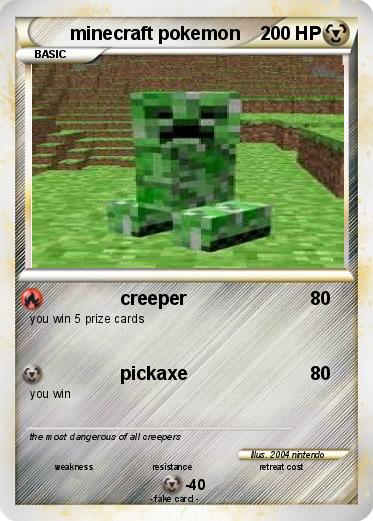 minecraft pokemon 200 HP
BASIC
creeper 80
you win 5 prize cards
pickaxe 80
you win
the most dangerous of all creepers
Illus. 2004 nintendo
weakness resistance retreat cost
-40
- fake card -